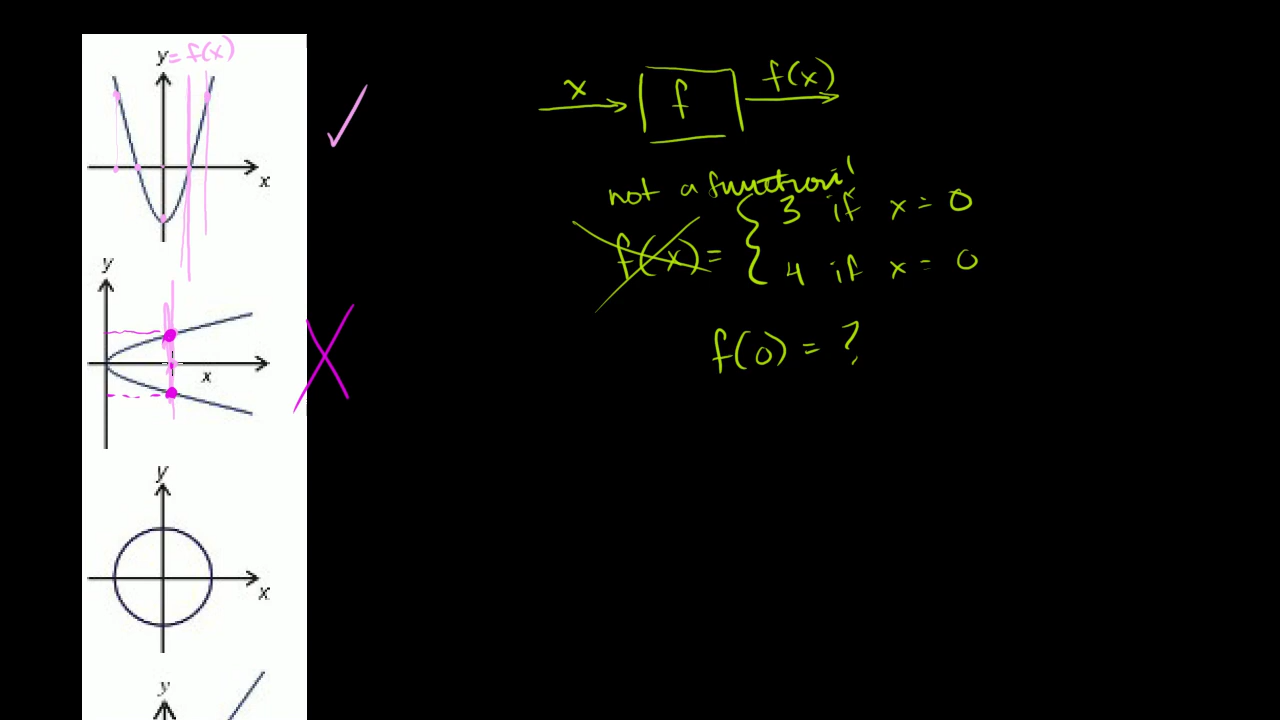 y = f(x)
x
y
x
y
x
y
x f f(x)
not a function!
f(x) = { 3 if x = 0
4 if x = 0
f(0) = ?